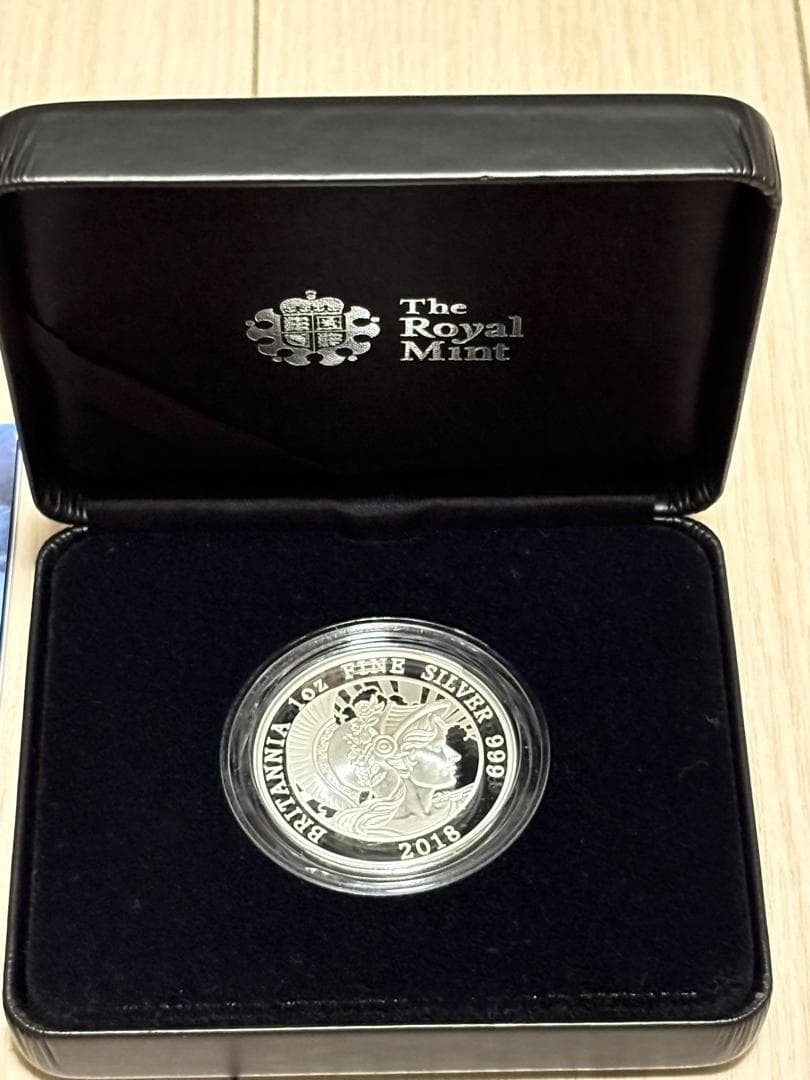 The
Royal
Mint
BRITANNIA 1oz FINE SILVER 999
2018